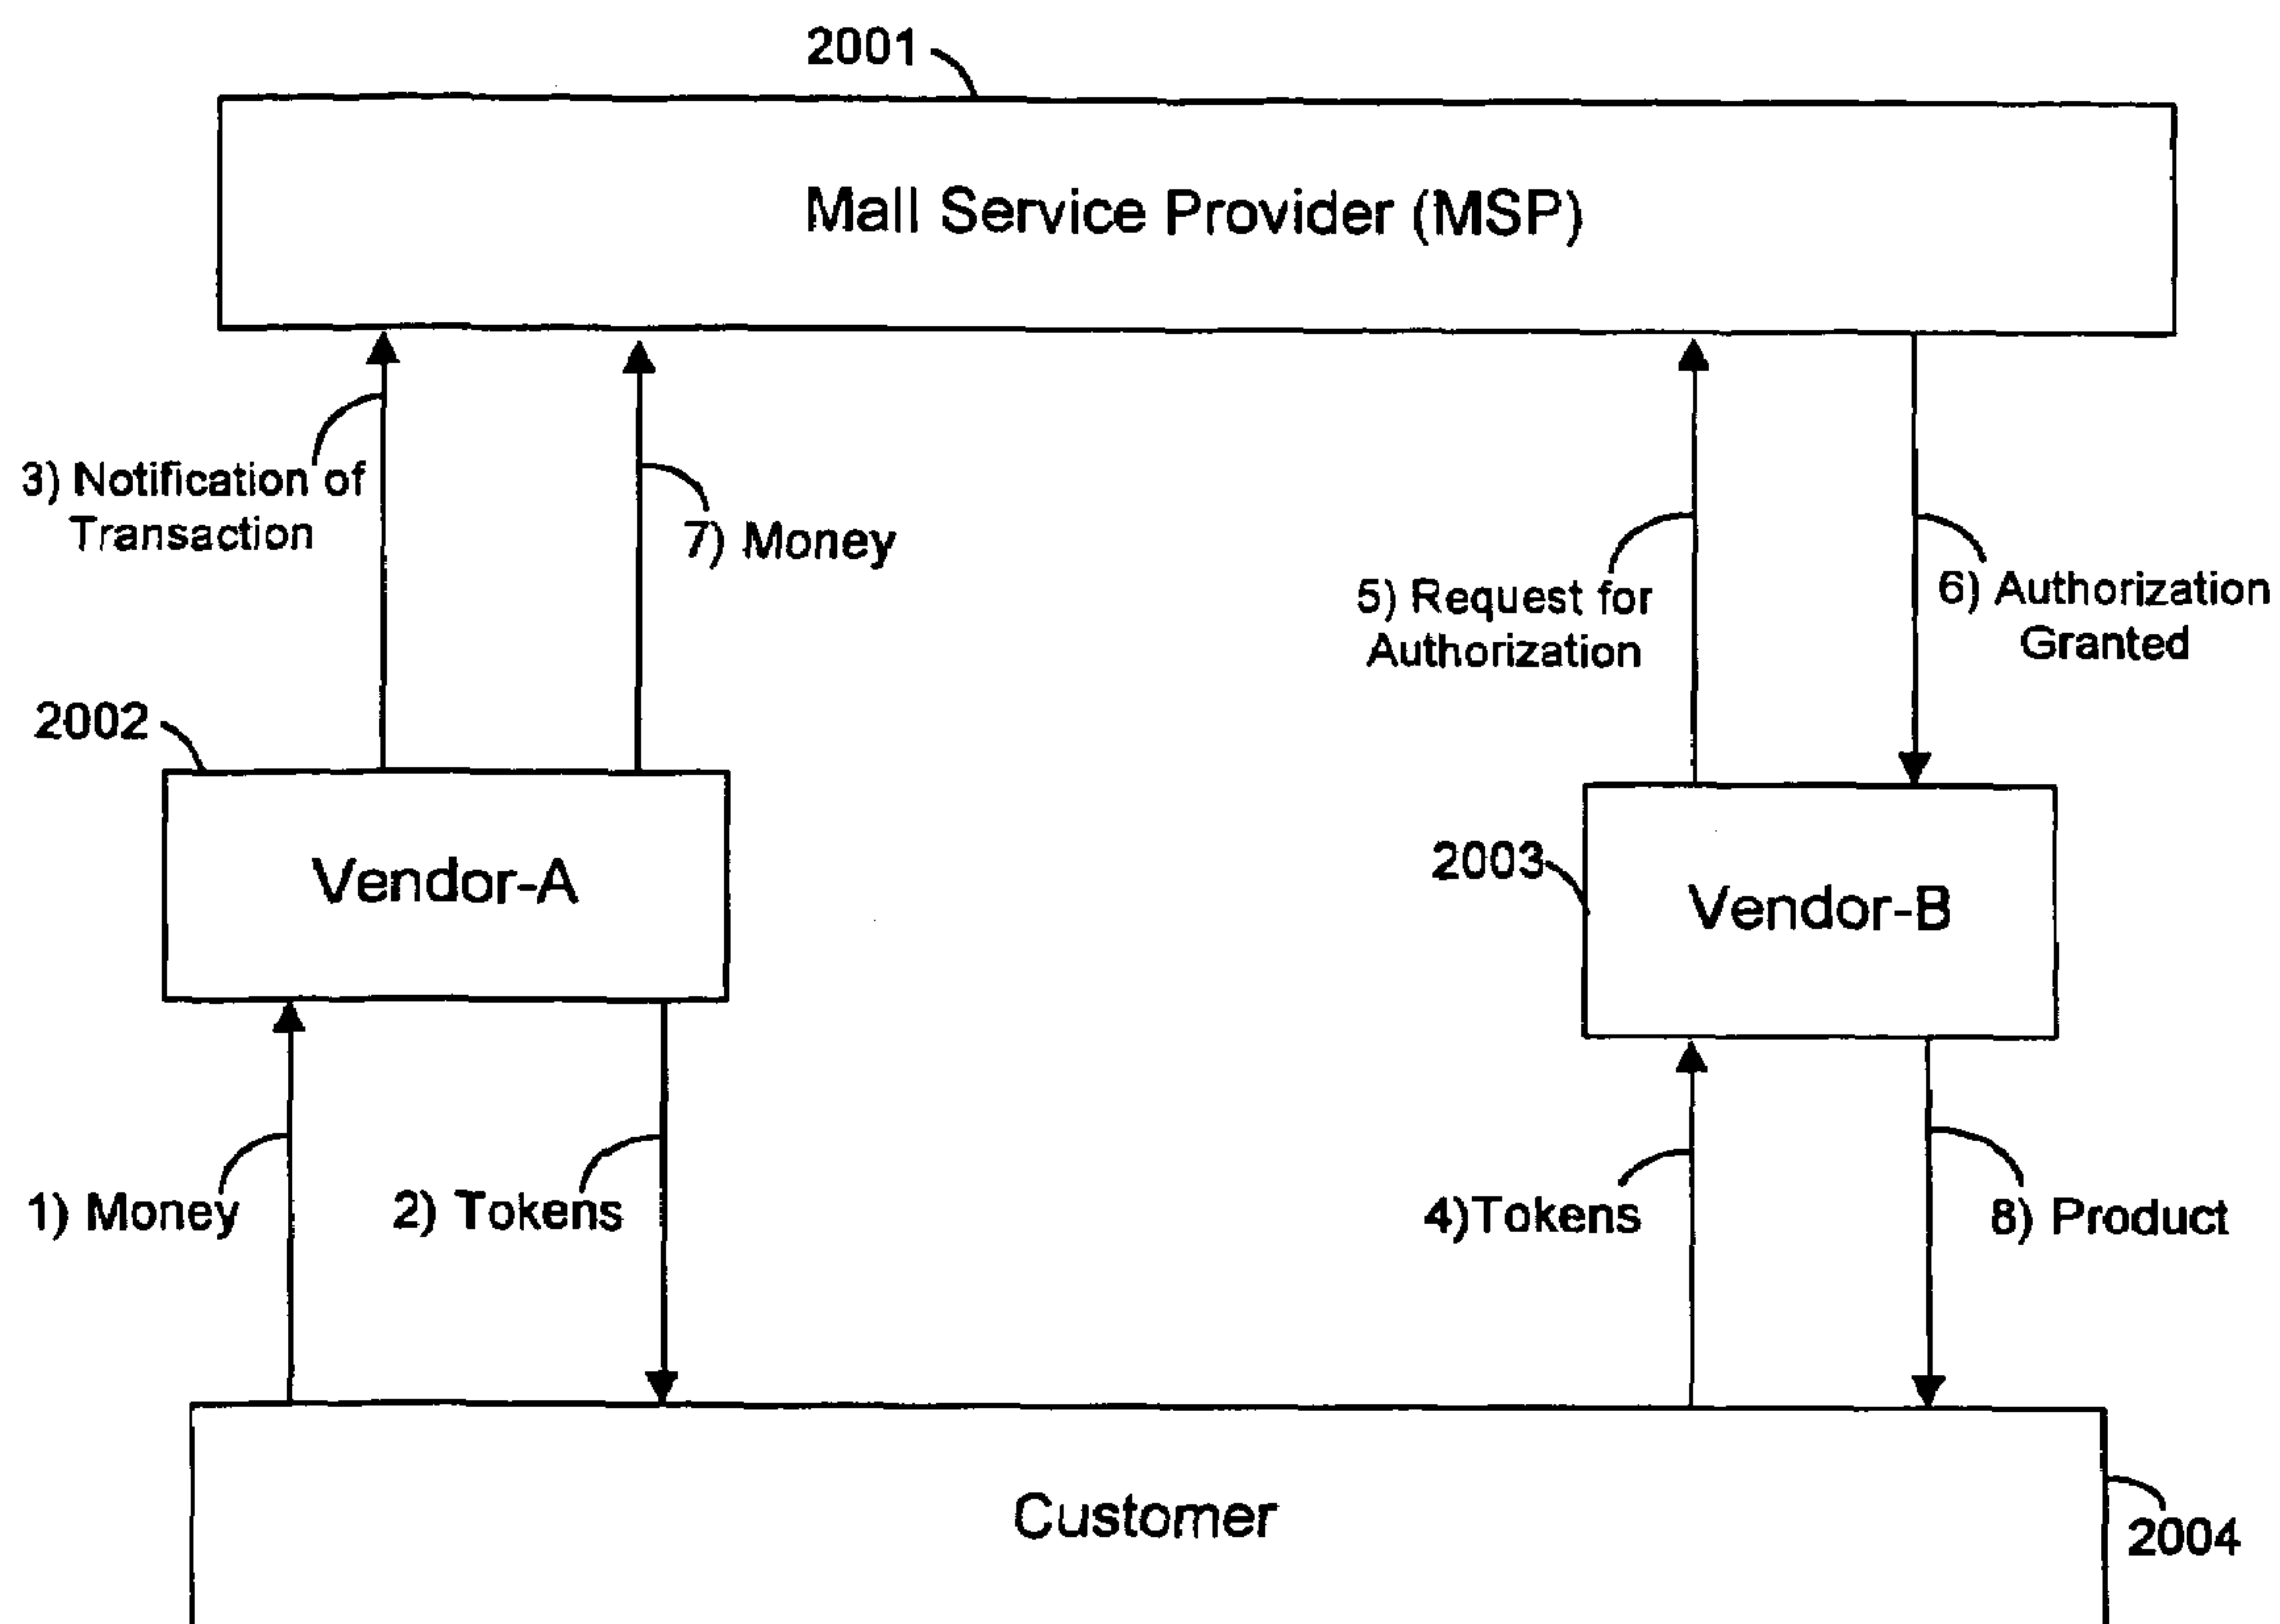 2001
Mall Service Provider (MSP)
3) Notification of
Transaction
7) Money
5) Request for
Authorization
6) Authorization
Granted
2002
Vendor-A
2003
Vendor-B
1) Money
2) Tokens
4)Tokens
8) Product
Customer
2004